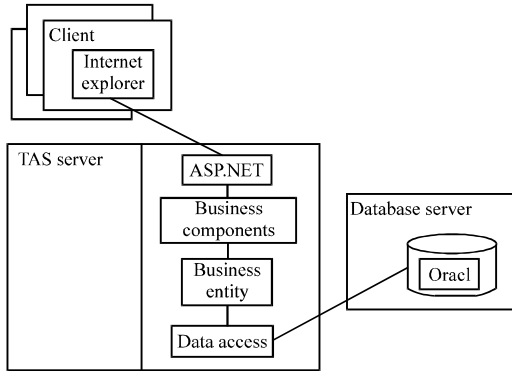 Client
Internet
explorer
TAS server
ASP.NET
Business
components
Business
entity
Data access
Database server
Oracl